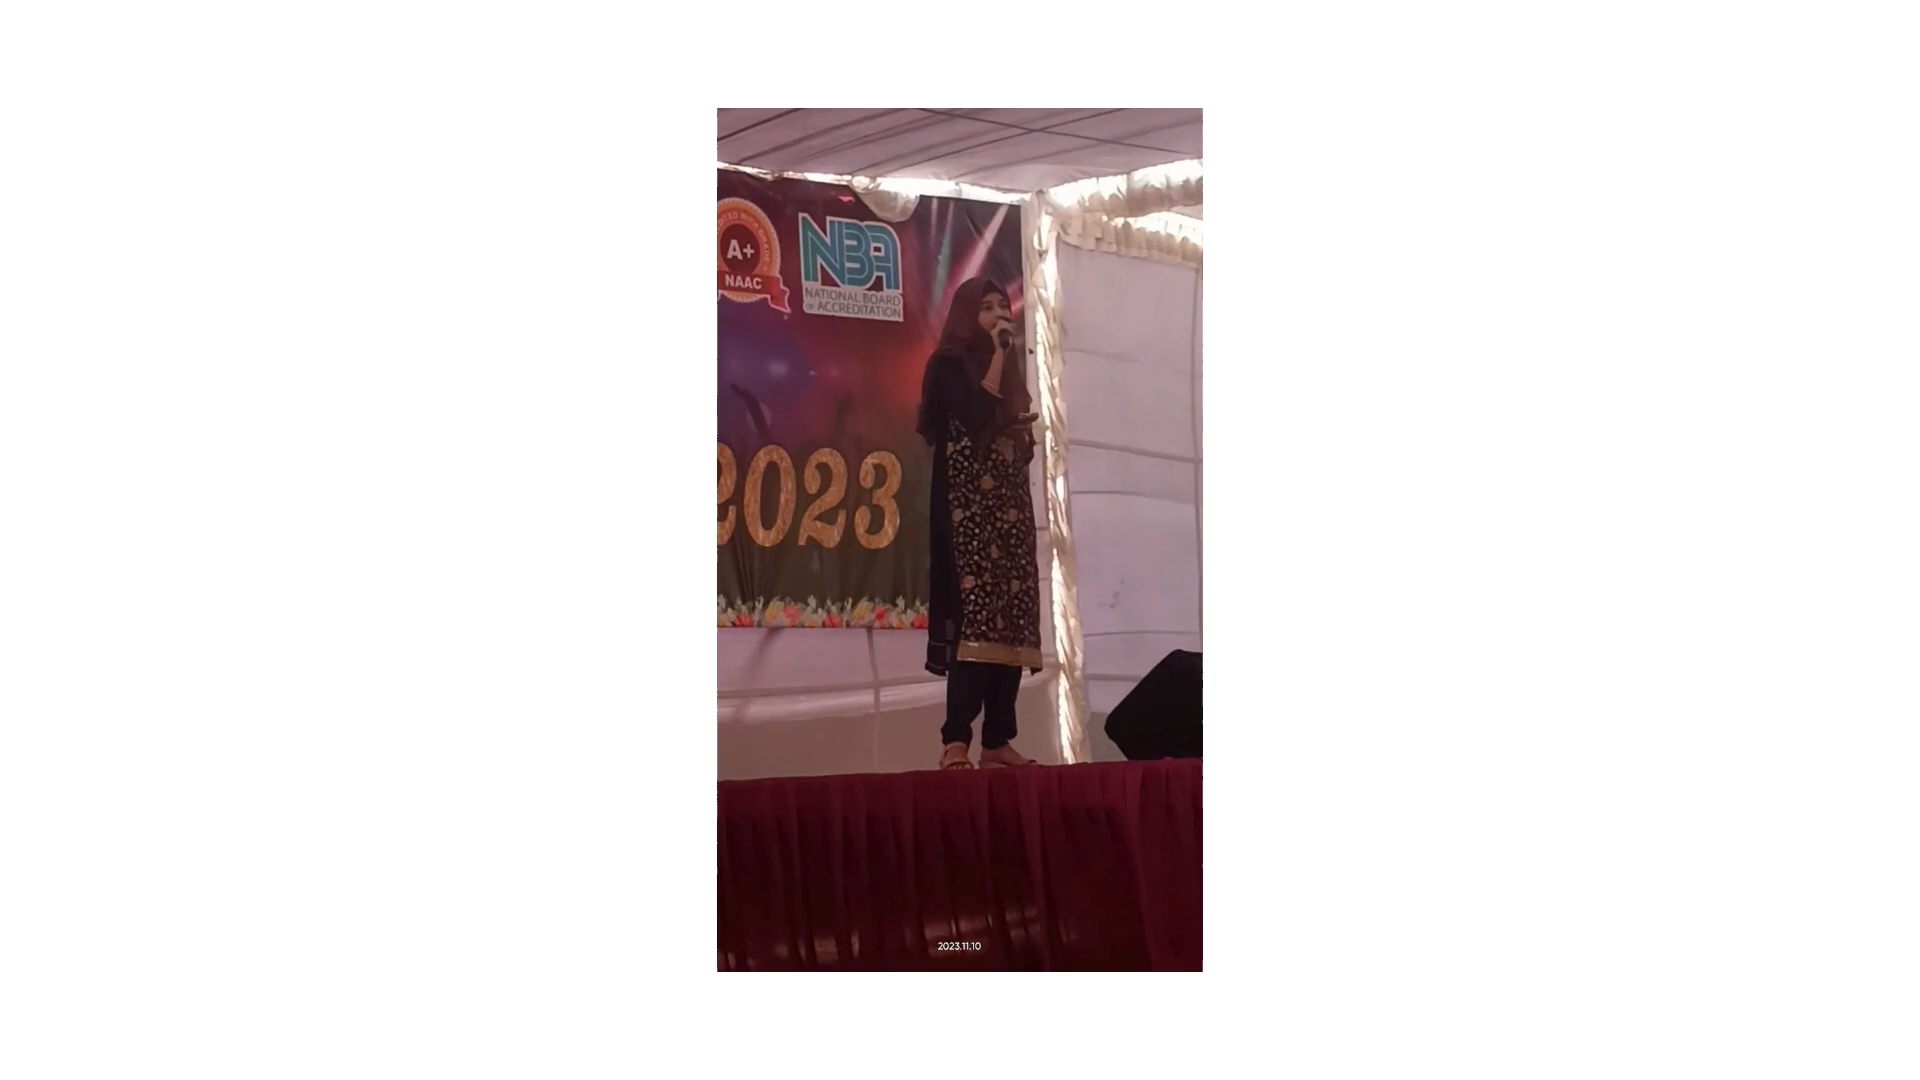 A+
NAAC
NBA
NATIONAL BOARD
OF ACCREDITATION
2023
2023.11.10